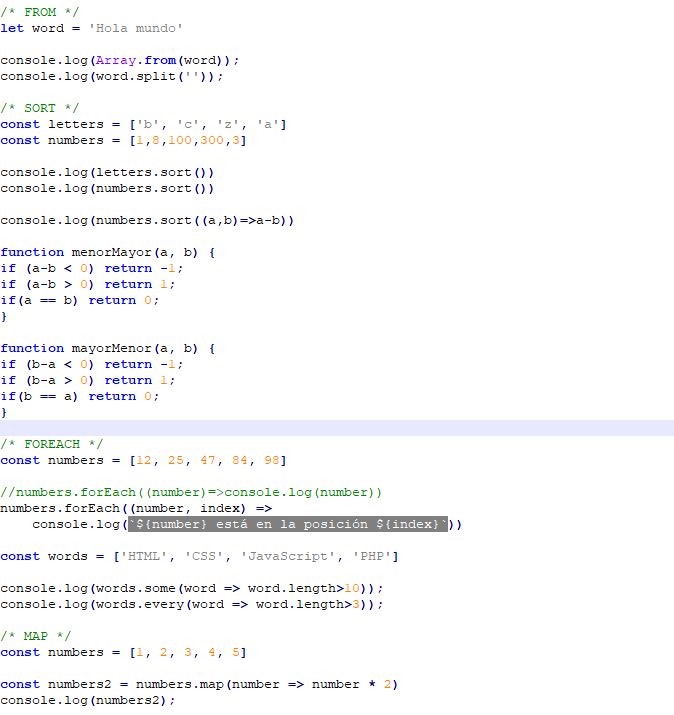 /* FROM */
let word = 'Hola mundo'
console.log(Array.from(word));
console.log(word.split(''));
/* SORT */
const letters = ['b', 'c', 'z', 'a']
const numbers = [1,8,100,300,3]
console.log(letters.sort())
console.log(numbers.sort())
console.log(numbers.sort((a,b)=>a-b))
function menorMayor(a, b) {
if (a-b < 0) return -1;
if (a-b > 0) return 1;
if(a == b) return 0;
}
function mayorMenor(a, b) {
if (b-a < 0) return -1;
if (b-a > 0) return 1;
if(b == a) return 0;
}
/* FOREACH */
const numbers = [12, 25, 47, 84, 98]
//numbers.forEach((number)=>console.log(number))
numbers.forEach((number, index) =>
console.log(`${number} está en la posición ${index}`))
const words = ['HTML', 'CSS', 'JavaScript', 'PHP']
console.log(words.some(word => word.length>10));
console.log(words.every(word => word.length>3));
/* MAP */
const numbers = [1, 2, 3, 4, 5]
const numbers2 = numbers.map(number => number * 2)
console.log(numbers2);